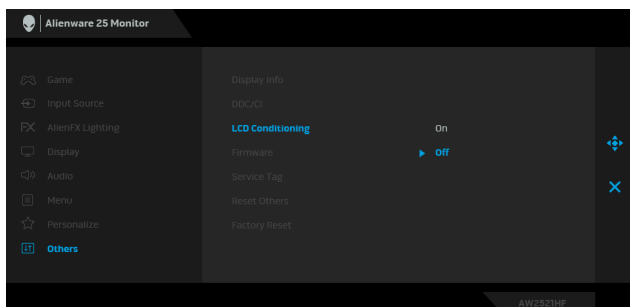 Alienware 25 Monitor
Game
Input Source
AlienFX Lighting
Display
Audio
Menu
Personalize
Others
Display Info
DDC/CI
LCD Conditioning On
Firmware Off
Service Tag
Reset Others
Factory Reset
AW2521HF